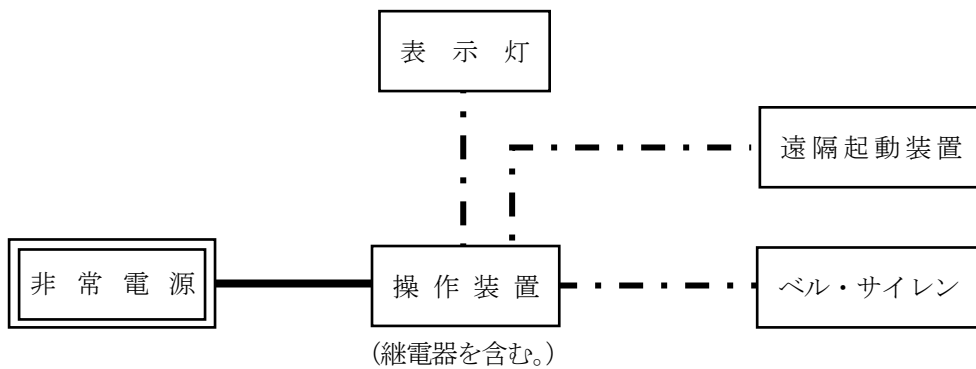 表示灯
遠隔起動装置
非常電源
操作装置
ベル・サイレン
(継電器を含む。)